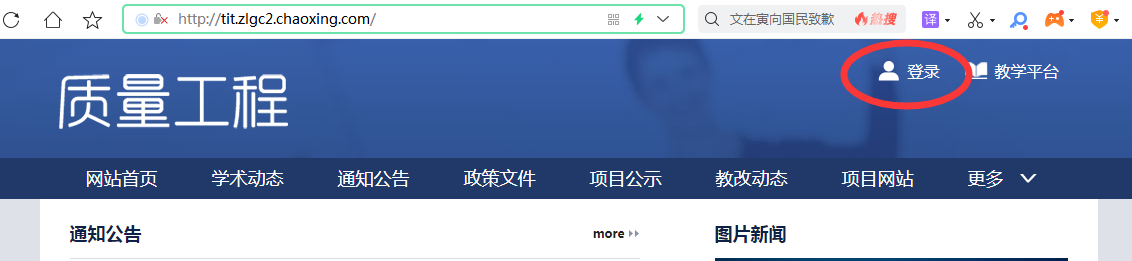 http://tit.zlgc2.chaoxing.com/
文在寅向国民致歉 热搜
译
质量工程
登录 教学平台
网站首页 学术动态 通知公告 政策文件 项目公示 教改动态 项目网站 更多
通知公告 more 图片新闻